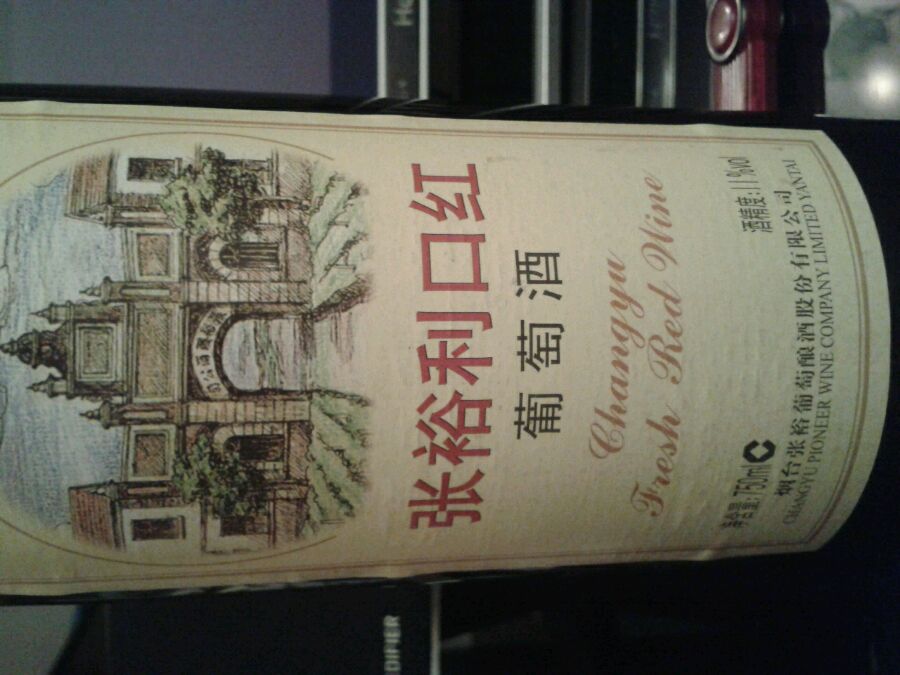 张裕利口红
葡萄酒
Changyu
Fresh Red Wine
净含量:750ml
酒精度:11%vol
烟台张裕葡萄酿酒股份有限公司
CHANGYU PIONEER WINE COMPANY LIMITED YANTAI
DIFIER